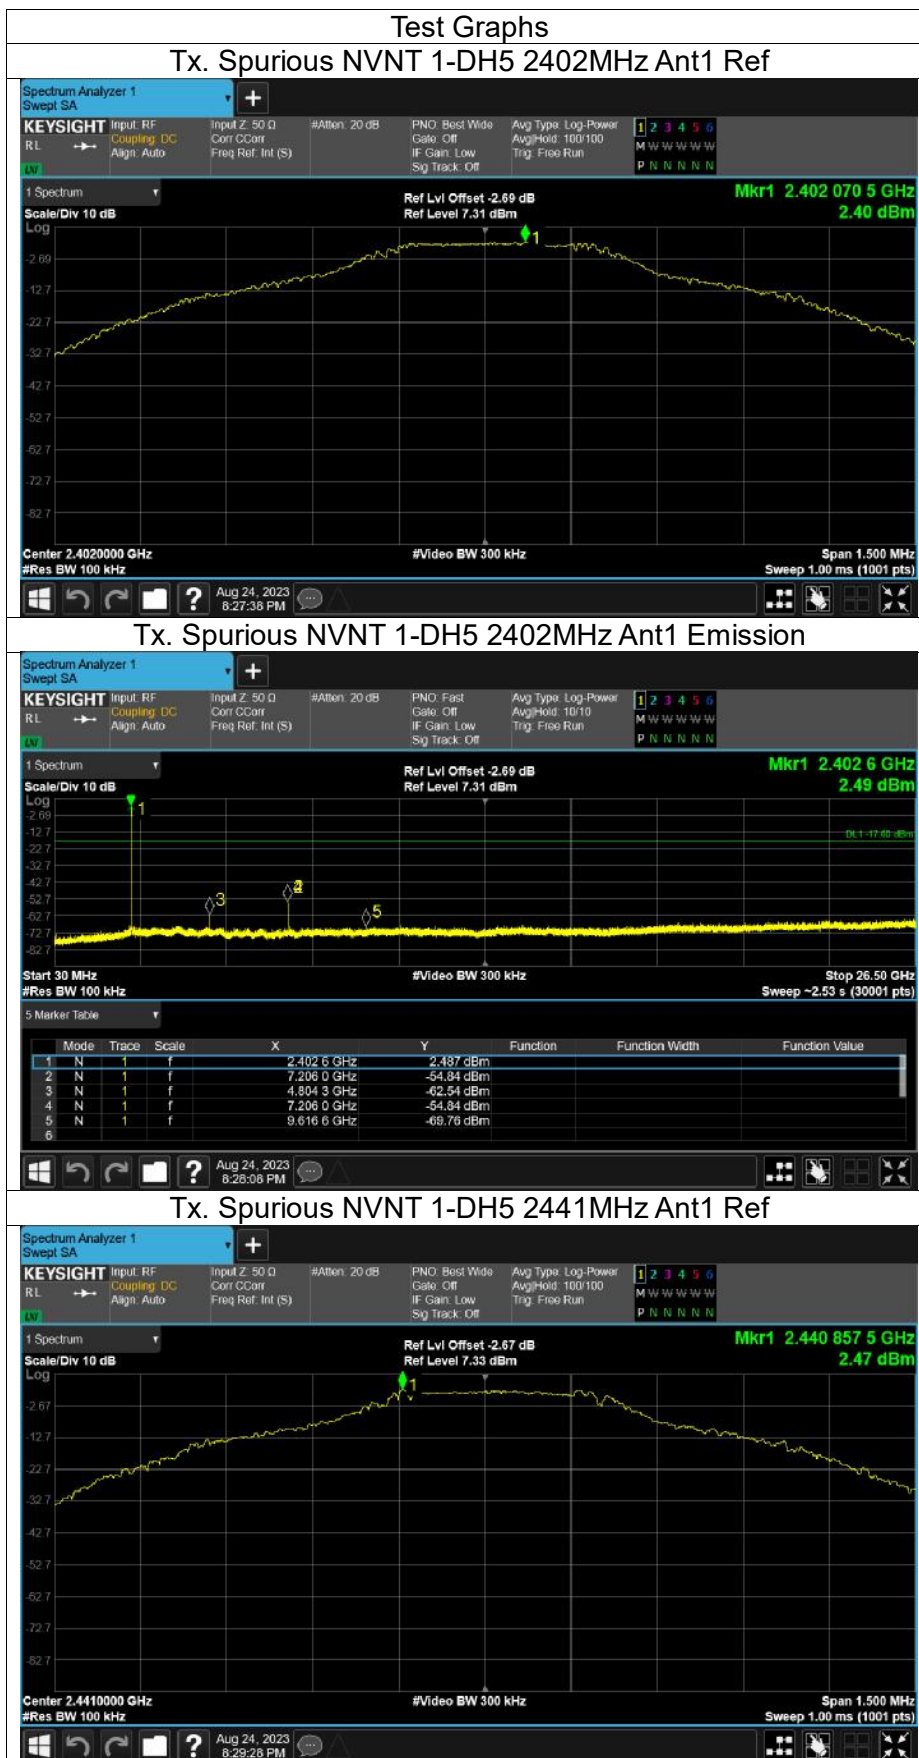 Test Graphs
Tx. Spurious NVNT 1-DH5 2402MHz Ant1 Ref
Spectrum Analyzer 1
Swept SA
+
KEYSIGHT Input: RF Input Z: 50 Ω #Atten: 20 dB PNO: Best Wide Avg Type: Log-Power 1 2 3 4 5 6
RL Coupling: DC Corr CCorr Gate: Off Avg|Hold: 100/100 M W W W W W
Align: Auto Freq Ref: Int (S) IF Gain: Low Trig: Free Run
Sig Track: Off P N N N N N
LXI
1 Spectrum Ref Lvl Offset -2.69 dB Mkr1 2.402 070 5 GHz
Scale/Div 10 dB Ref Level 7.31 dBm 2.40 dBm
Log
1
-2.69
-12.7
-22.7
-32.7
-42.7
-52.7
-62.7
-72.7
-82.7
Center 2.4020000 GHz #Video BW 300 kHz Span 1.500 MHz
#Res BW 100 kHz Sweep 1.00 ms (1001 pts)
? Aug 24, 2023
8:27:38 PM
Tx. Spurious NVNT 1-DH5 2402MHz Ant1 Emission
Spectrum Analyzer 1
Swept SA
+
KEYSIGHT Input: RF Input Z: 50 Ω #Atten: 20 dB PNO: Fast Avg Type: Log-Power 1 2 3 4 5 6
RL Coupling: DC Corr CCorr Gate: Off Avg|Hold: 10/10 M W W W W W
Align: Auto Freq Ref: Int (S) IF Gain: Low Trig: Free Run
Sig Track: Off P N N N N N
LXI
1 Spectrum Ref Lvl Offset -2.69 dB Mkr1 2.402 6 GHz
Scale/Div 10 dB Ref Level 7.31 dBm 2.49 dBm
Log
1
-2.69
-12.7
DL1 -17.60 dBm
-22.7
-32.7
-42.7
-52.7
3
5
-62.7
-72.7
-82.7
Start 30 MHz #Video BW 300 kHz Stop 26.50 GHz
#Res BW 100 kHz Sweep ~2.53 s (30001 pts)
5 Marker Table
Mode Trace Scale X Y Function Function Width Function Value
1 N 1 f 2.402 6 GHz 2.487 dBm
2 N 1 f 7.206 0 GHz -54.84 dBm
3 N 1 f 4.804 3 GHz -62.54 dBm
4 N 1 f 7.206 0 GHz -54.84 dBm
5 N 1 f 9.616 6 GHz -69.76 dBm
6
? Aug 24, 2023
8:28:08 PM
Tx. Spurious NVNT 1-DH5 2441MHz Ant1 Ref
Spectrum Analyzer 1
Swept SA
+
KEYSIGHT Input: RF Input Z: 50 Ω #Atten: 20 dB PNO: Best Wide Avg Type: Log-Power 1 2 3 4 5 6
RL Coupling: DC Corr CCorr Gate: Off Avg|Hold: 100/100 M W W W W W
Align: Auto Freq Ref: Int (S) IF Gain: Low Trig: Free Run
Sig Track: Off P N N N N N
LXI
1 Spectrum Ref Lvl Offset -2.67 dB Mkr1 2.440 857 5 GHz
Scale/Div 10 dB Ref Level 7.33 dBm 2.47 dBm
Log
1
-2.67
-12.7
-22.7
-32.7
-42.7
-52.7
-62.7
-72.7
-82.7
Center 2.4410000 GHz #Video BW 300 kHz Span 1.500 MHz
#Res BW 100 kHz Sweep 1.00 ms (1001 pts)
? Aug 24, 2023
8:29:28 PM